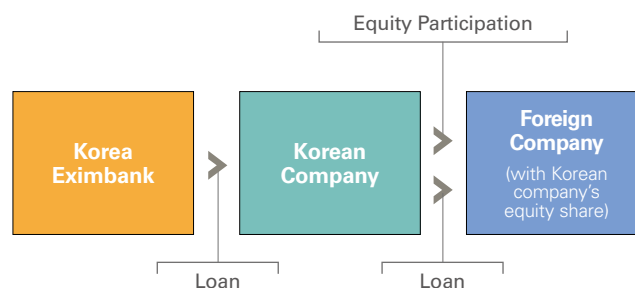 Equity Participation
Korea
Eximbank
Korean
Company
Foreign
Company
(with Korean
company's
equity share)
Loan
Loan